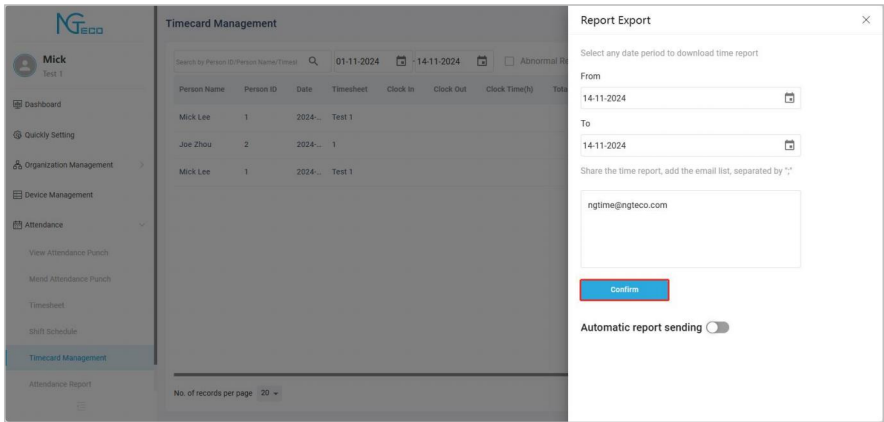 NGTECO
Mick
Test 1
Dashboard
Quickly Setting
Organization Management
Device Management
Attendance
View Attendance Punch
Mend Attendance Punch
Timesheet
Shift Schedule
Timecard Management
Attendance Report
Timecard Management
Search by Person ID/Person Name/Timest 01-11-2024 - 14-11-2024 Abnormal Re
Person Name Person ID Date Timesheet Clock In Clock Out Clock Time(h) Tota
Mick Lee 1 2024-... Test 1
Joe Zhou 2 2024-... 1
Mick Lee 1 2024-... Test 1
No. of records per page 20
Report Export
Select any date period to download time report
From
14-11-2024
To
14-11-2024
Share the time report, add the email list, separated by ";"
ngtime@ngteco.com
Confirm
Automatic report sending